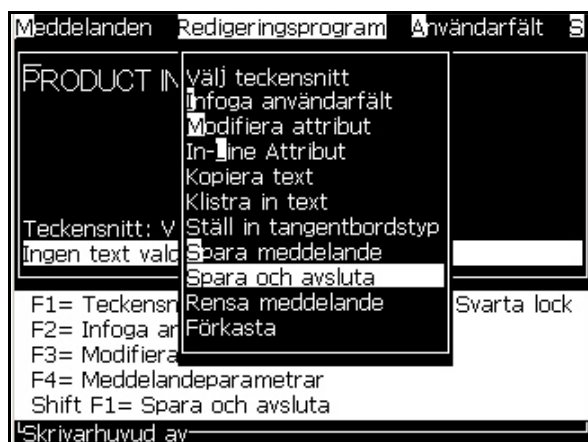 Meddelanden Redigeringsprogram Användarfält S
PRODUCT IN
Välj teckensnitt
Infoga användarfält
Modifiera attribut
In-Line Attribut
Kopiera text
Klistra in text
Ställ in tangentbordstyp
Spara meddelande
Spara och avsluta
Rensa meddelande
Förkasta
Teckensnitt: V
Ingen text vald
F1= Teckensn Svarta lock
F2= Infoga an
F3= Modifiera
F4= Meddelandeparametrar
Shift F1= Spara och avsluta
Skrivarhuvud av